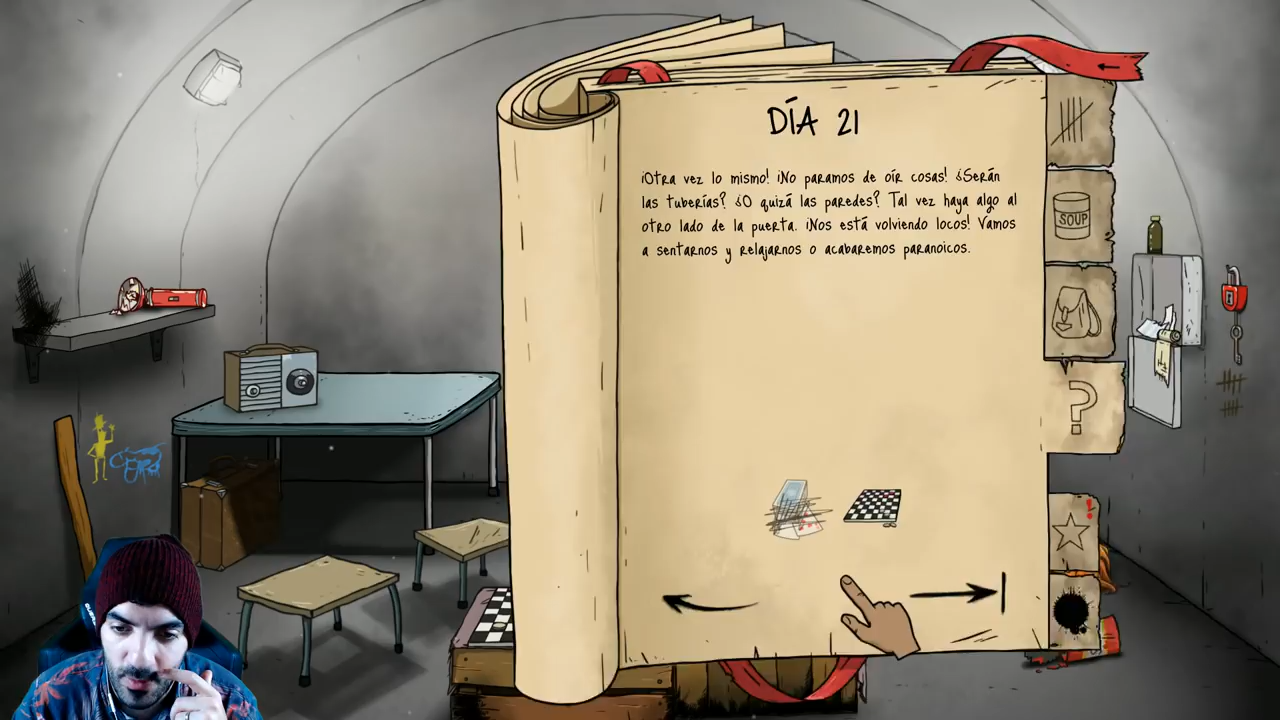 DÍA 21
¡Otra vez lo mismo! ¡No paramos de oír cosas! ¿Serán
las tuberías? ¿O quizá las paredes? Tal vez haya algo al
otro lado de la puerta. ¡Nos está volviendo locos! Vamos
a sentarnos y relajarnos o acabaremos paranoicos.
SOUP
?